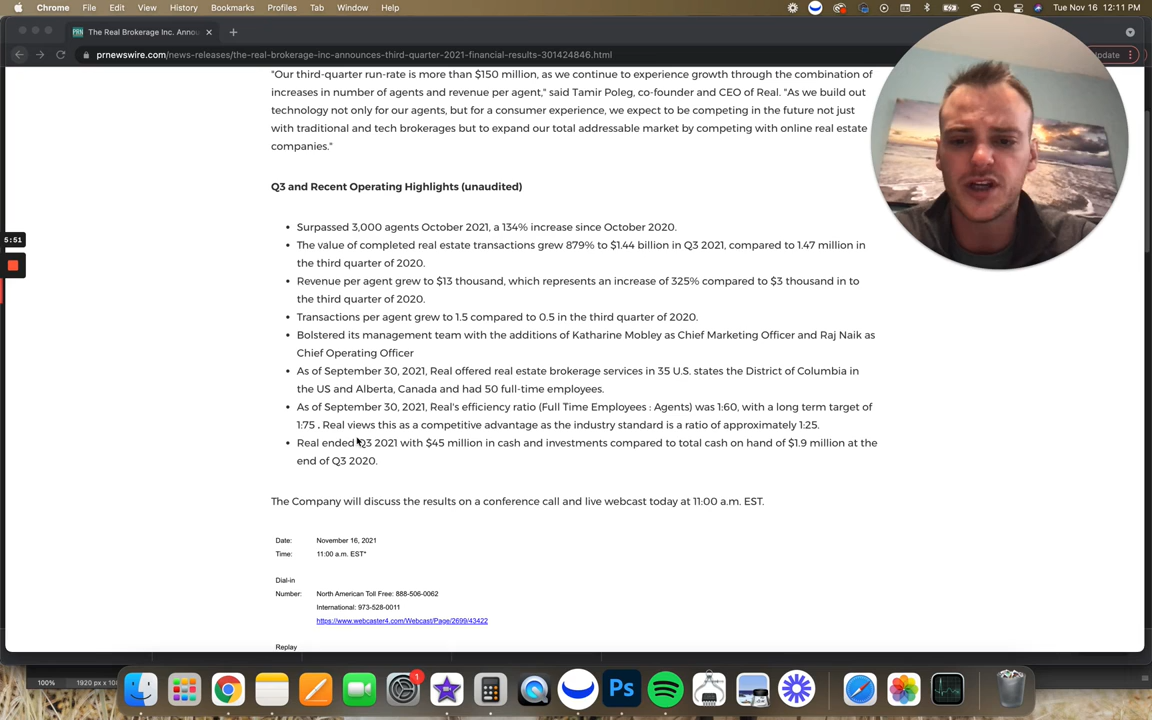 Chrome File Edit View History Bookmarks Profiles Tab Window Help Tue Nov 16 12:11 PM
PRN The Real Brokerage Inc. Annou × +
prnewswire.com/news-releases/the-real-brokerage-inc-announces-third-quarter-2021-financial-results-301424846.html Update
"Our third-quarter run-rate is more than $150 million, as we continue to experience growth through the combination of
increases in number of agents and revenue per agent," said Tamir Poleg, co-founder and CEO of Real. "As we build out
technology not only for our agents, but for a consumer experience, we expect to be competing in the future not just
with traditional and tech brokerages but to expand our total addressable market by competing with online real estate
companies."
Q3 and Recent Operating Highlights (unaudited)
• Surpassed 3,000 agents October 2021, a 134% increase since October 2020.
• The value of completed real estate transactions grew 879% to $1.44 billion in Q3 2021, compared to 1.47 million in
the third quarter of 2020.
• Revenue per agent grew to $13 thousand, which represents an increase of 325% compared to $3 thousand in to
the third quarter of 2020.
• Transactions per agent grew to 1.5 compared to 0.5 in the third quarter of 2020.
• Bolstered its management team with the additions of Katharine Mobley as Chief Marketing Officer and Raj Naik as
Chief Operating Officer
• As of September 30, 2021, Real offered real estate brokerage services in 35 U.S. states the District of Columbia in
the US and Alberta, Canada and had 50 full-time employees.
• As of September 30, 2021, Real's efficiency ratio (Full Time Employees : Agents) was 1:60, with a long term target of
1:75 . Real views this as a competitive advantage as the industry standard is a ratio of approximately 1:25.
• Real ended Q3 2021 with $45 million in cash and investments compared to total cash on hand of $1.9 million at the
end of Q3 2020.
5:51
The Company will discuss the results on a conference call and live webcast today at 11:00 a.m. EST.
Date: November 16, 2021
Time: 11:00 a.m. EST*
Dial-in
Number: North American Toll Free: 888-506-0062
International: 973-528-0011
https://www.webcaster4.com/Webcast/Page/2699/43422
Replay
100% 1920 px x 10
1
Ps